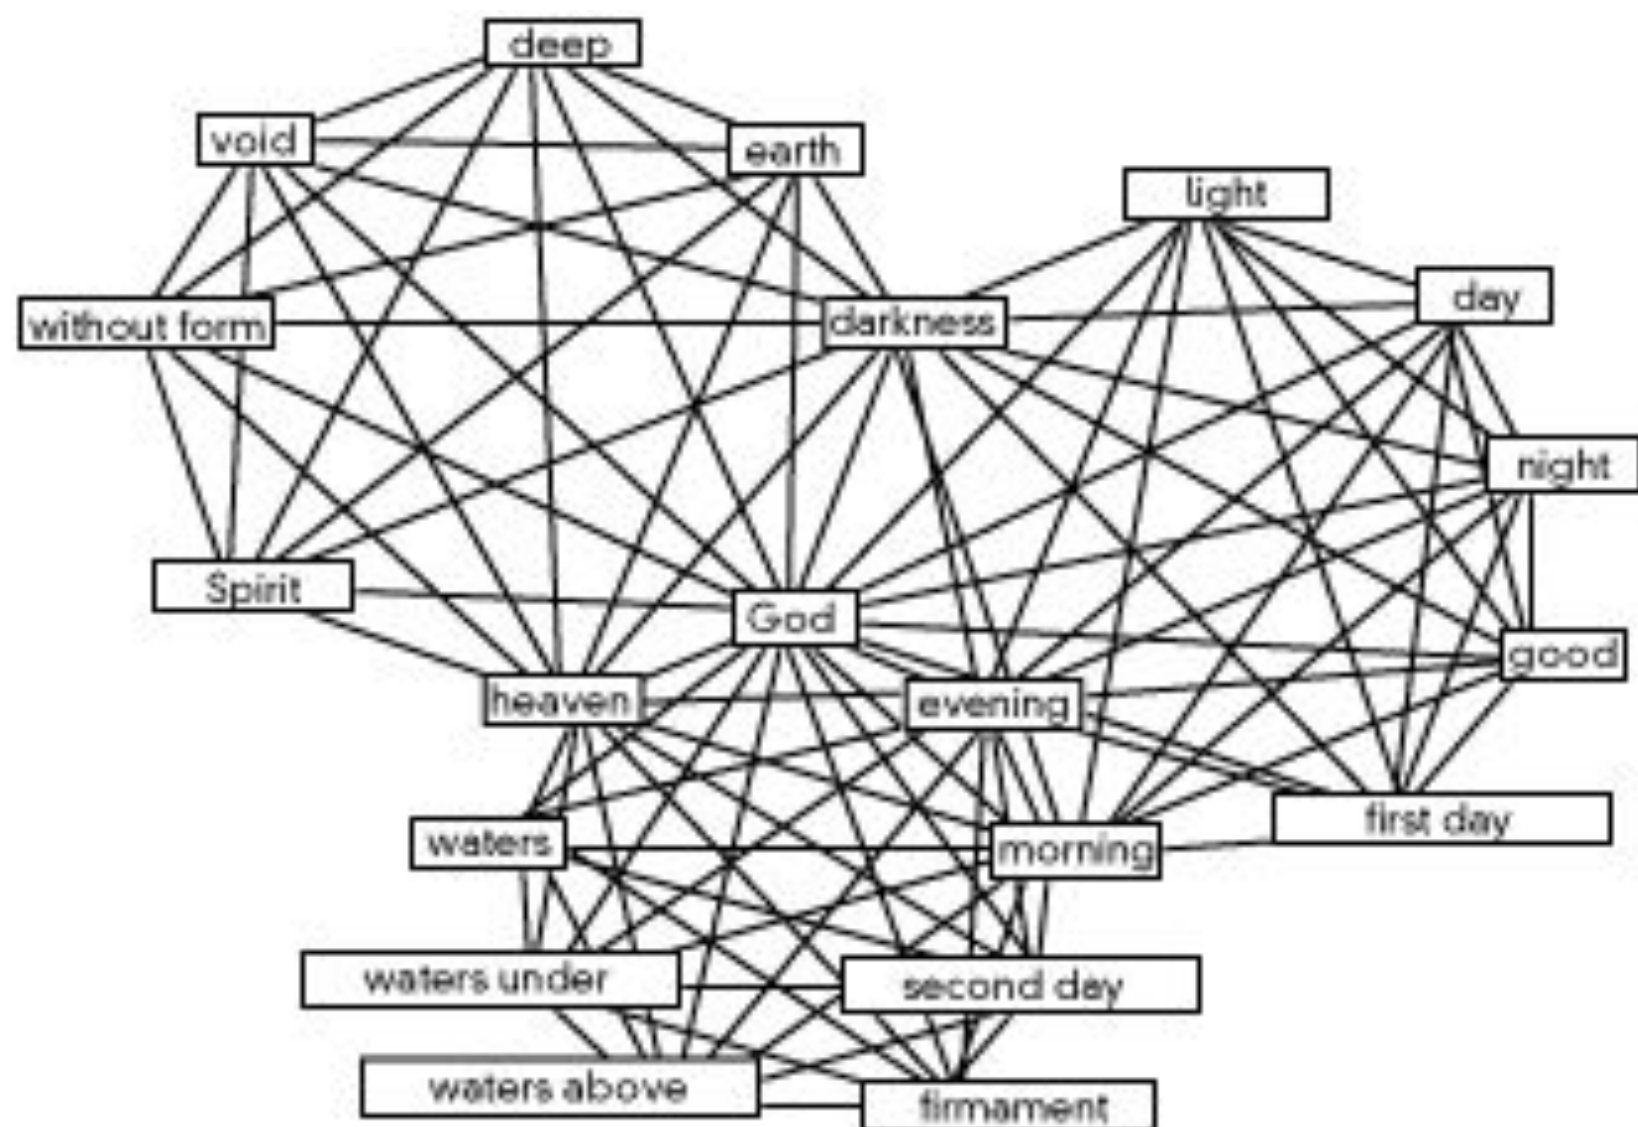 deep
void
earth
light
day
without form
darkness
night
Spirit
God
good
heaven
evening
waters
morning
first day
waters under
second day
waters above
firmament